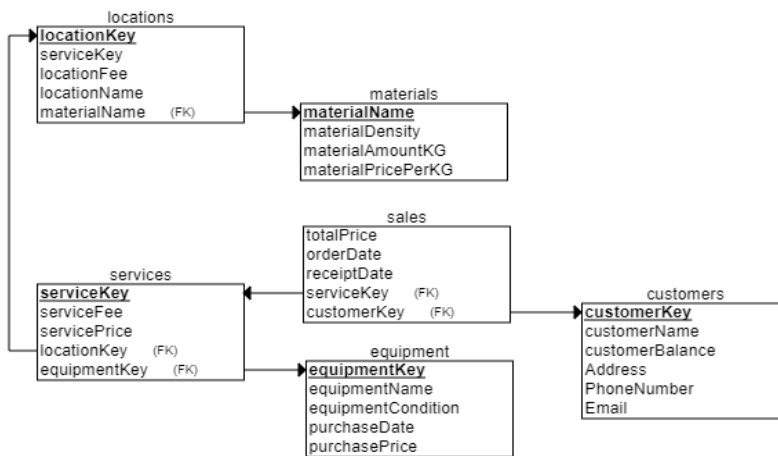 locations
locationKey
serviceKey
locationFee
locationName
materialName (FK)
materials
materialName
materialDensity
materialAmountKG
materialPricePerKG
sales
totalPrice
orderDate
receiptDate
serviceKey (FK)
customerKey (FK)
services
serviceKey
serviceFee
servicePrice
locationKey (FK)
equipmentKey (FK)
customers
customerKey
customerName
customerBalance
Address
PhoneNumber
Email
equipment
equipmentKey
equipmentName
equipmentCondition
purchaseDate
purchasePrice